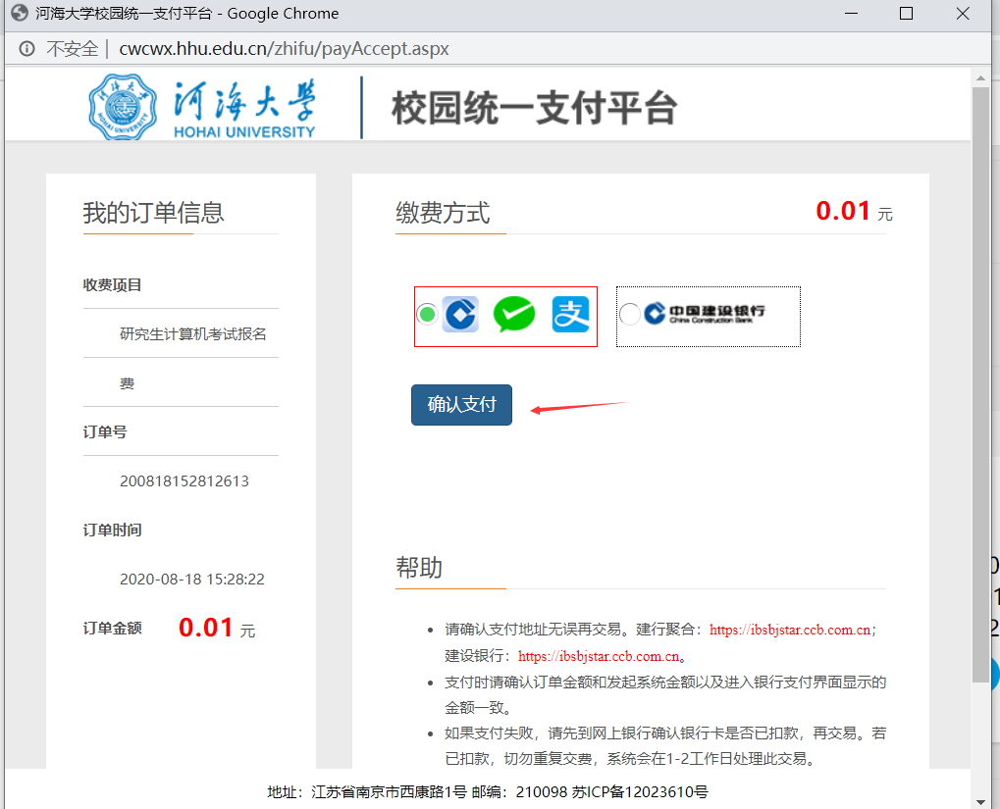 河海大学校园统一支付平台 - Google Chrome
不安全 | cwcwx.hhu.edu.cn/zhifu/payAccept.aspx
河海大学
HOHAI UNIVERSITY
校园统一支付平台
我的订单信息
收费项目
研究生计算机考试报名
费
订单号
200818152812613
订单时间
2020-08-18 15:28:22
订单金额 0.01 元
缴费方式 0.01 元
支
中国建设银行
China Construction Bank
确认支付
帮助
请确认支付地址无误再交易。建行聚合：https://ibsbjstar.ccb.com.cn;
建设银行：https://ibsbjstar.ccb.com.cn。
支付时请确认订单金额和发起系统金额以及进入银行支付界面显示的
金额一致。
如果支付失败，请先到网上银行确认银行卡是否已扣款，再交易。若
已扣款，切勿重复交费，系统会在1-2工作日处理此交易。
地址：江苏省南京市西康路1号 邮编：210098 苏ICP备12023610号
0
1
2